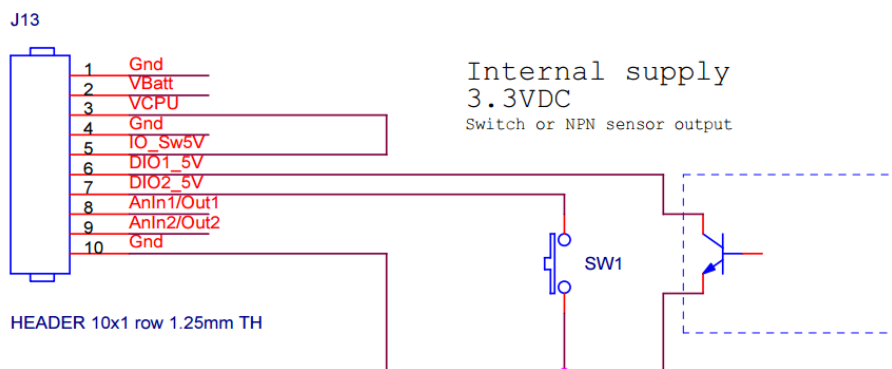 J13
1 Gnd
2 VBatt
3 VCPU
4 Gnd
5 IO_Sw5V
6 DIO1_5V
7 DIO2_5V
8 AnIn1/Out1
9 AnIn2/Out2
10 Gnd
HEADER 10x1 row 1.25mm TH
Internal supply
3.3VDC
Switch or NPN sensor output
SW1